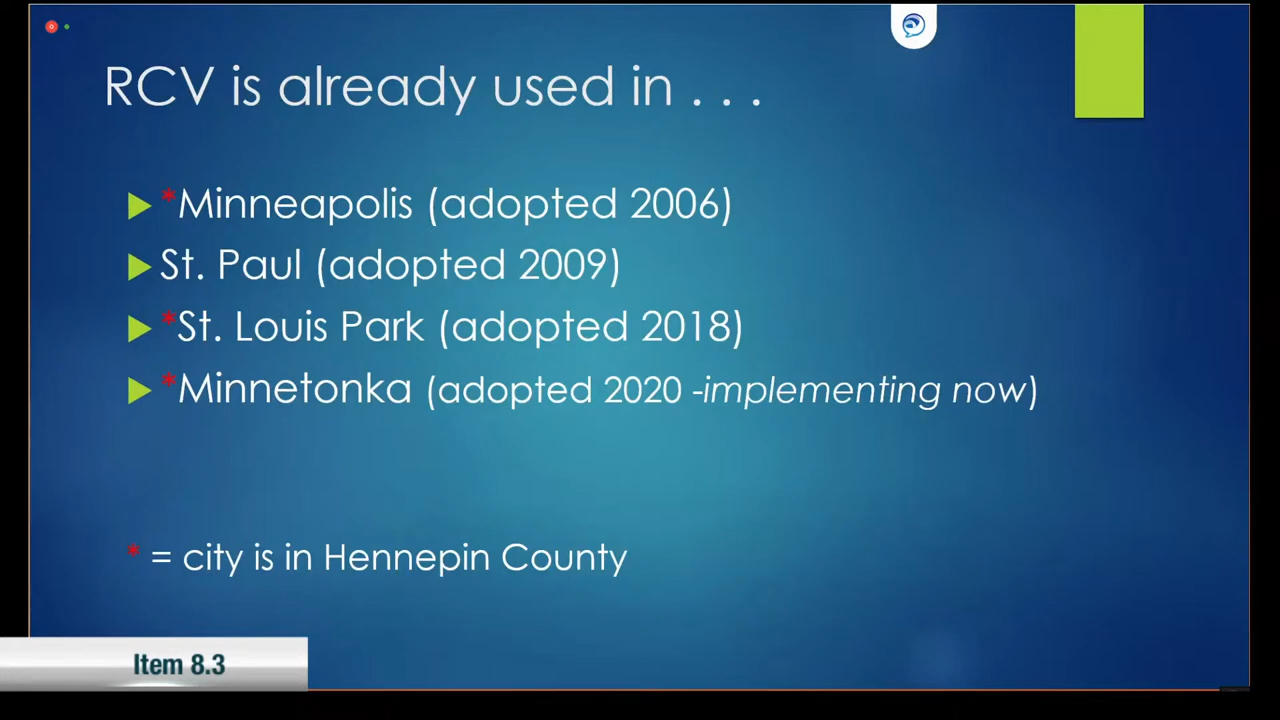 RCV is already used in . . .
*Minneapolis (adopted 2006)
St. Paul (adopted 2009)
*St. Louis Park (adopted 2018)
*Minnetonka (adopted 2020 -implementing now)
* = city is in Hennepin County
Item 8.3